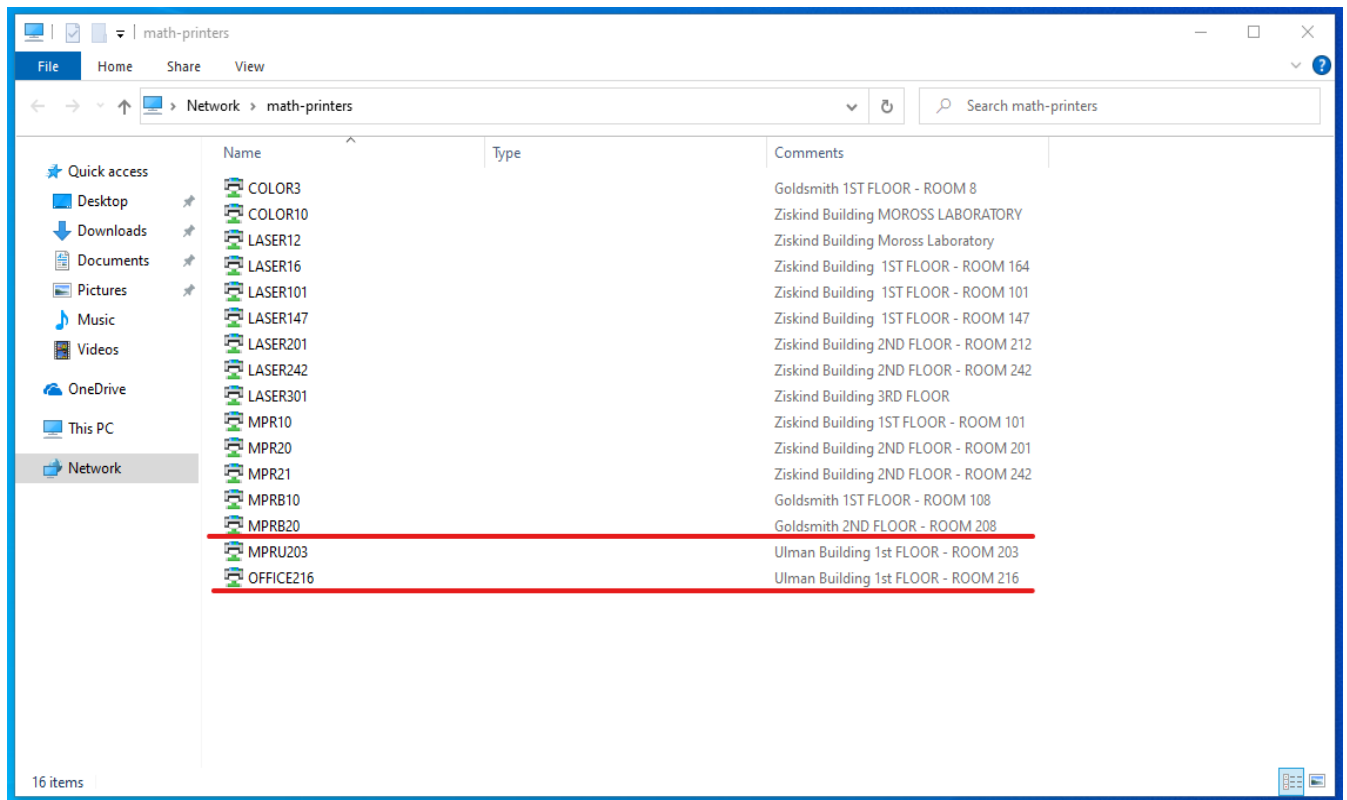 math-printers
File Home Share View
Network > math-printers Search math-printers
Name Type Comments
Quick access
Desktop
Downloads
Documents
Pictures
Music
Videos
OneDrive
This PC
Network
COLOR3 Goldsmith 1ST FLOOR - ROOM 8
COLOR10 Ziskind Building MOROSS LABORATORY
LASER12 Ziskind Building Moross Laboratory
LASER16 Ziskind Building 1ST FLOOR - ROOM 164
LASER101 Ziskind Building 1ST FLOOR - ROOM 101
LASER147 Ziskind Building 1ST FLOOR - ROOM 147
LASER201 Ziskind Building 2ND FLOOR - ROOM 212
LASER242 Ziskind Building 2ND FLOOR - ROOM 242
LASER301 Ziskind Building 3RD FLOOR
MPR10 Ziskind Building 1ST FLOOR - ROOM 101
MPR20 Ziskind Building 2ND FLOOR - ROOM 201
MPR21 Ziskind Building 2ND FLOOR - ROOM 242
MPRB10 Goldsmith 1ST FLOOR - ROOM 108
MPRB20 Goldsmith 2ND FLOOR - ROOM 208
MPRU203 Ulman Building 1st FLOOR - ROOM 203
OFFICE216 Ulman Building 1st FLOOR - ROOM 216
16 items